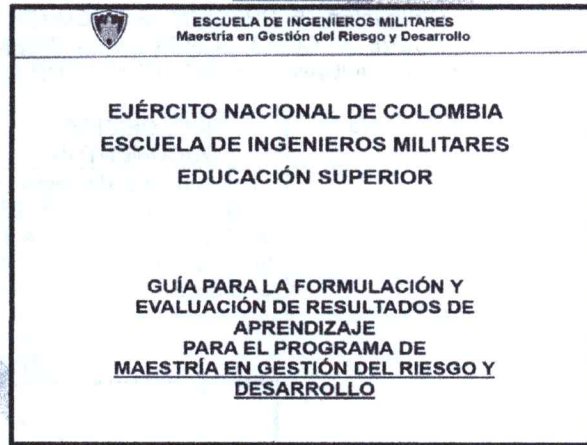 ESCUELA DE INGENIEROS MILITARES
Maestría en Gestión del Riesgo y Desarrollo
EJÉRCITO NACIONAL DE COLOMBIA
ESCUELA DE INGENIEROS MILITARES
EDUCACIÓN SUPERIOR
GUÍA PARA LA FORMULACIÓN Y
EVALUACIÓN DE RESULTADOS DE
APRENDIZAJE
PARA EL PROGRAMA DE
MAESTRÍA EN GESTIÓN DEL RIESGO Y
DESARROLLO